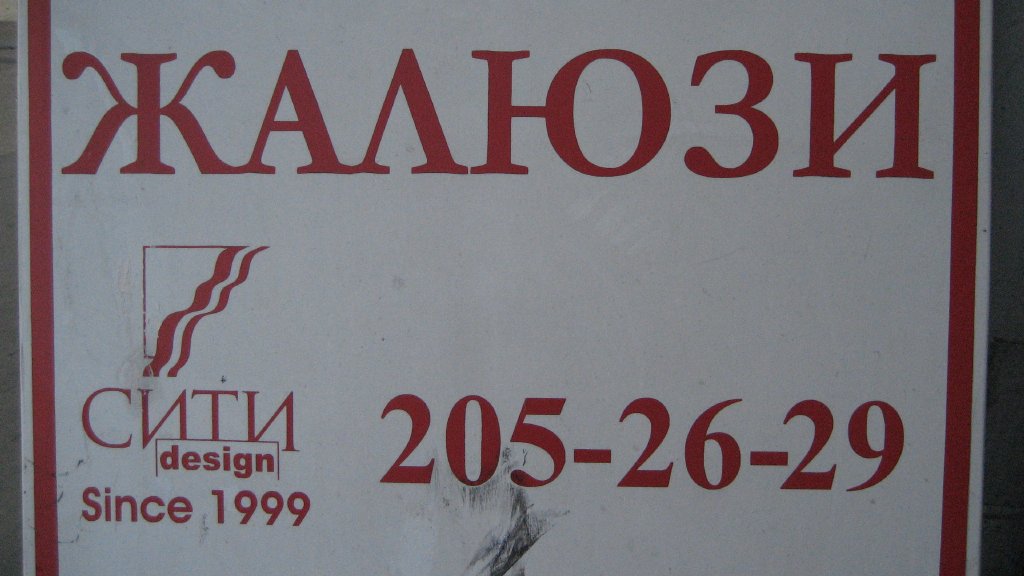 ЖАЛЮЗИ
СИТИ
design
Since 1999
205-26-29